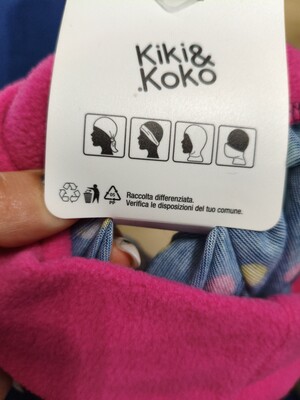 Kiki&
Koko
Raccolta differenziata.
Verifica le disposizioni del tuo comune.